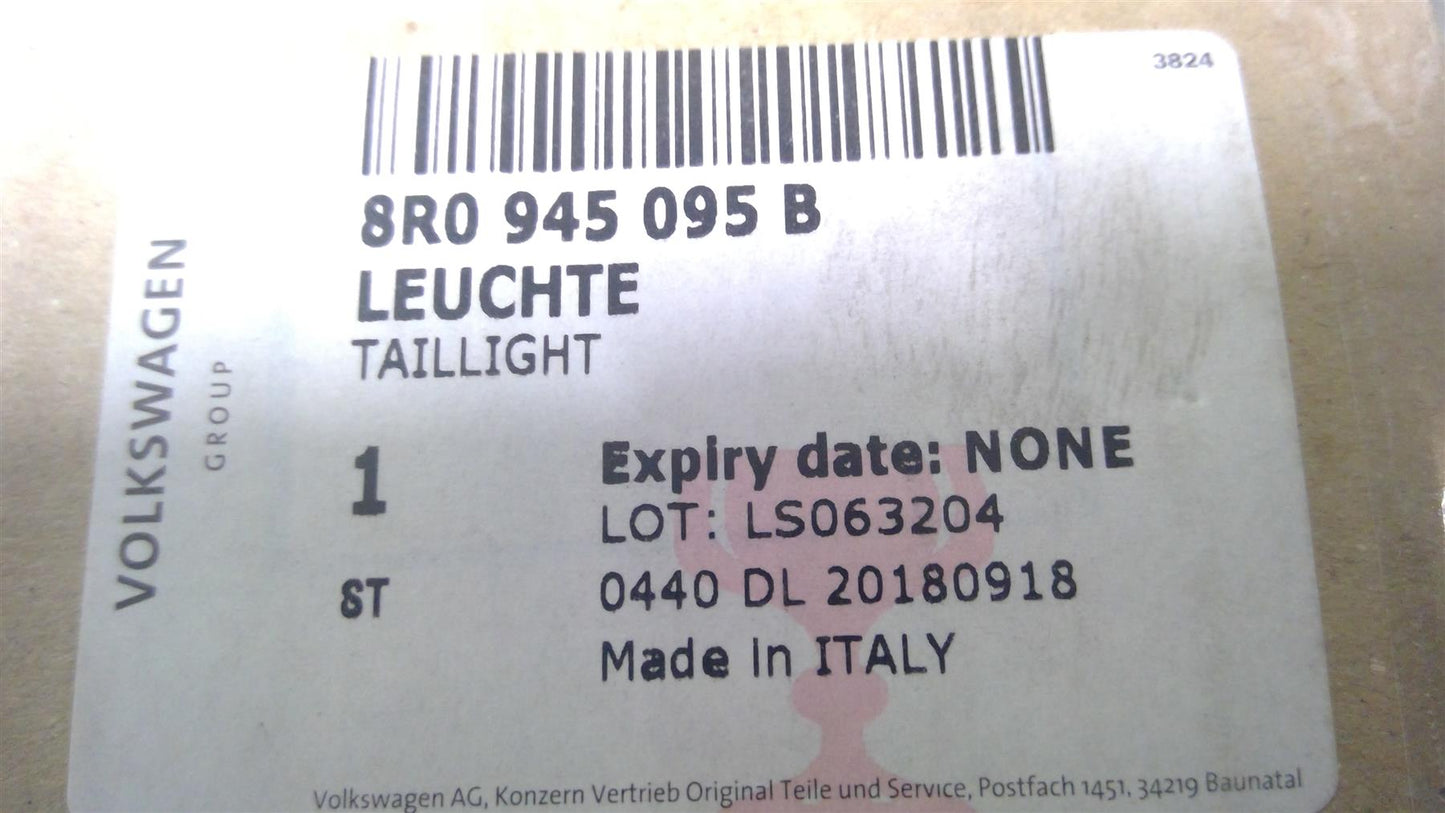 3824
8R0 945 095 B
LEUCHTE
TAILLIGHT
VOLKSWAGEN
GROUP
1
Expiry date: NONE
LOT: LS063204
ST
0440 DL 20180918
Made in ITALY
Volkswagen AG, Konzern Vertrieb Original Teile und Service, Postfach 1451, 34219 Baunatal